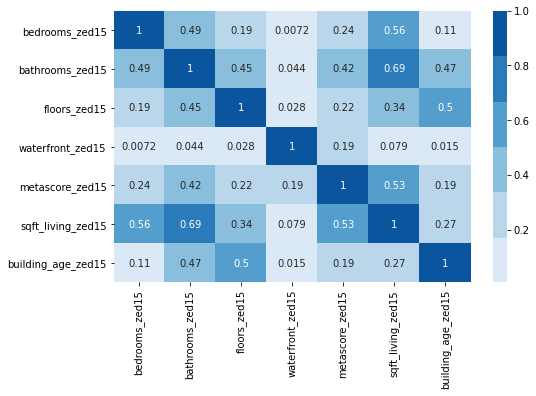 bedrooms_zed15 1 0.49 0.19 0.0072 0.24 0.56 0.11
bathrooms_zed15 0.49 1 0.45 0.044 0.42 0.69 0.47
floors_zed15 0.19 0.45 1 0.028 0.22 0.34 0.5
waterfront_zed15 0.0072 0.044 0.028 1 0.19 0.079 0.015
metascore_zed15 0.24 0.42 0.22 0.19 1 0.53 0.19
sqft_living_zed15 0.56 0.69 0.34 0.079 0.53 1 0.27
building_age_zed15 0.11 0.47 0.5 0.015 0.19 0.27 1
bedrooms_zed15
bathrooms_zed15
floors_zed15
waterfront_zed15
metascore_zed15
sqft_living_zed15
building_age_zed15
1.0
0.8
0.6
0.4
0.2